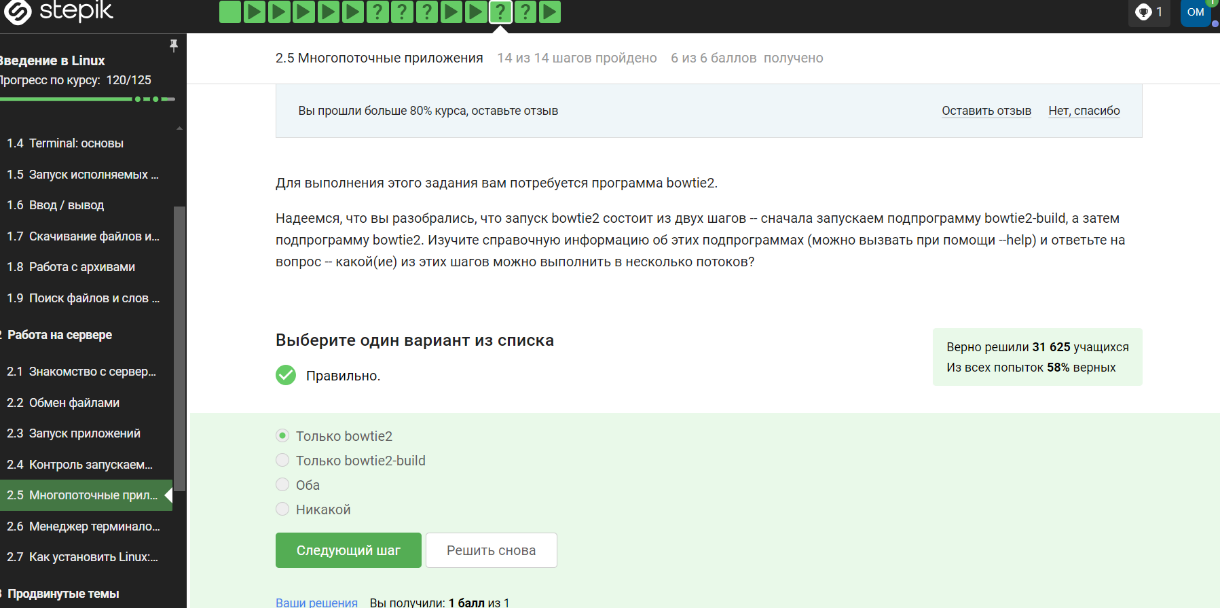 stepik
1
ОМ
1
Введение в Linux
Прогресс по курсу: 120/125
2.5 Многопоточные приложения 14 из 14 шагов пройдено 6 из 6 баллов получено
Вы прошли больше 80% курса, оставьте отзыв Оставить отзыв Нет, спасибо
1.4 Terminal: основы
1.5 Запуск исполняемых ...
1.6 Ввод / вывод
1.7 Скачивание файлов и...
1.8 Работа с архивами
1.9 Поиск файлов и слов ...
2 Работа на сервере
2.1 Знакомство с сервер...
2.2 Обмен файлами
2.3 Запуск приложений
2.4 Контроль запускаем...
2.5 Многопоточные прил...
2.6 Менеджер терминало...
2.7 Как установить Linux:...
3 Продвинутые темы
Для выполнения этого задания вам потребуется программа bowtie2.
Надеемся, что вы разобрались, что запуск bowtie2 состоит из двух шагов -- сначала запускаем подпрограмму bowtie2-build, а затем
подпрограмму bowtie2. Изучите справочную информацию об этих подпрограммах (можно вызвать при помощи --help) и ответьте на
вопрос -- какой(ие) из этих шагов можно выполнить в несколько потоков?
Выберите один вариант из списка
Правильно.
Верно решили 31 625 учащихся
Из всех попыток 58% верных
Только bowtie2
Только bowtie2-build
Оба
Никакой
Следующий шаг Решить снова
Ваши решения Вы получили: 1 балл из 1